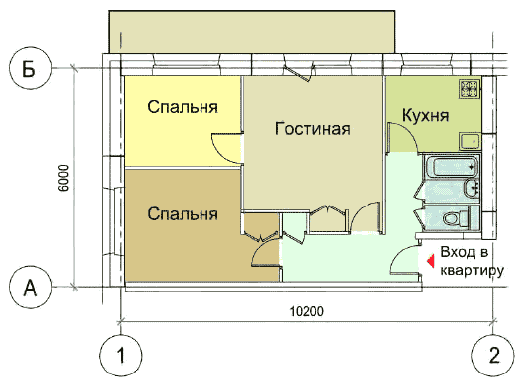 Б
Спальня
Гостиная
Кухня
6000
Спальня
Вход в
квартиру
А
10200
1
2